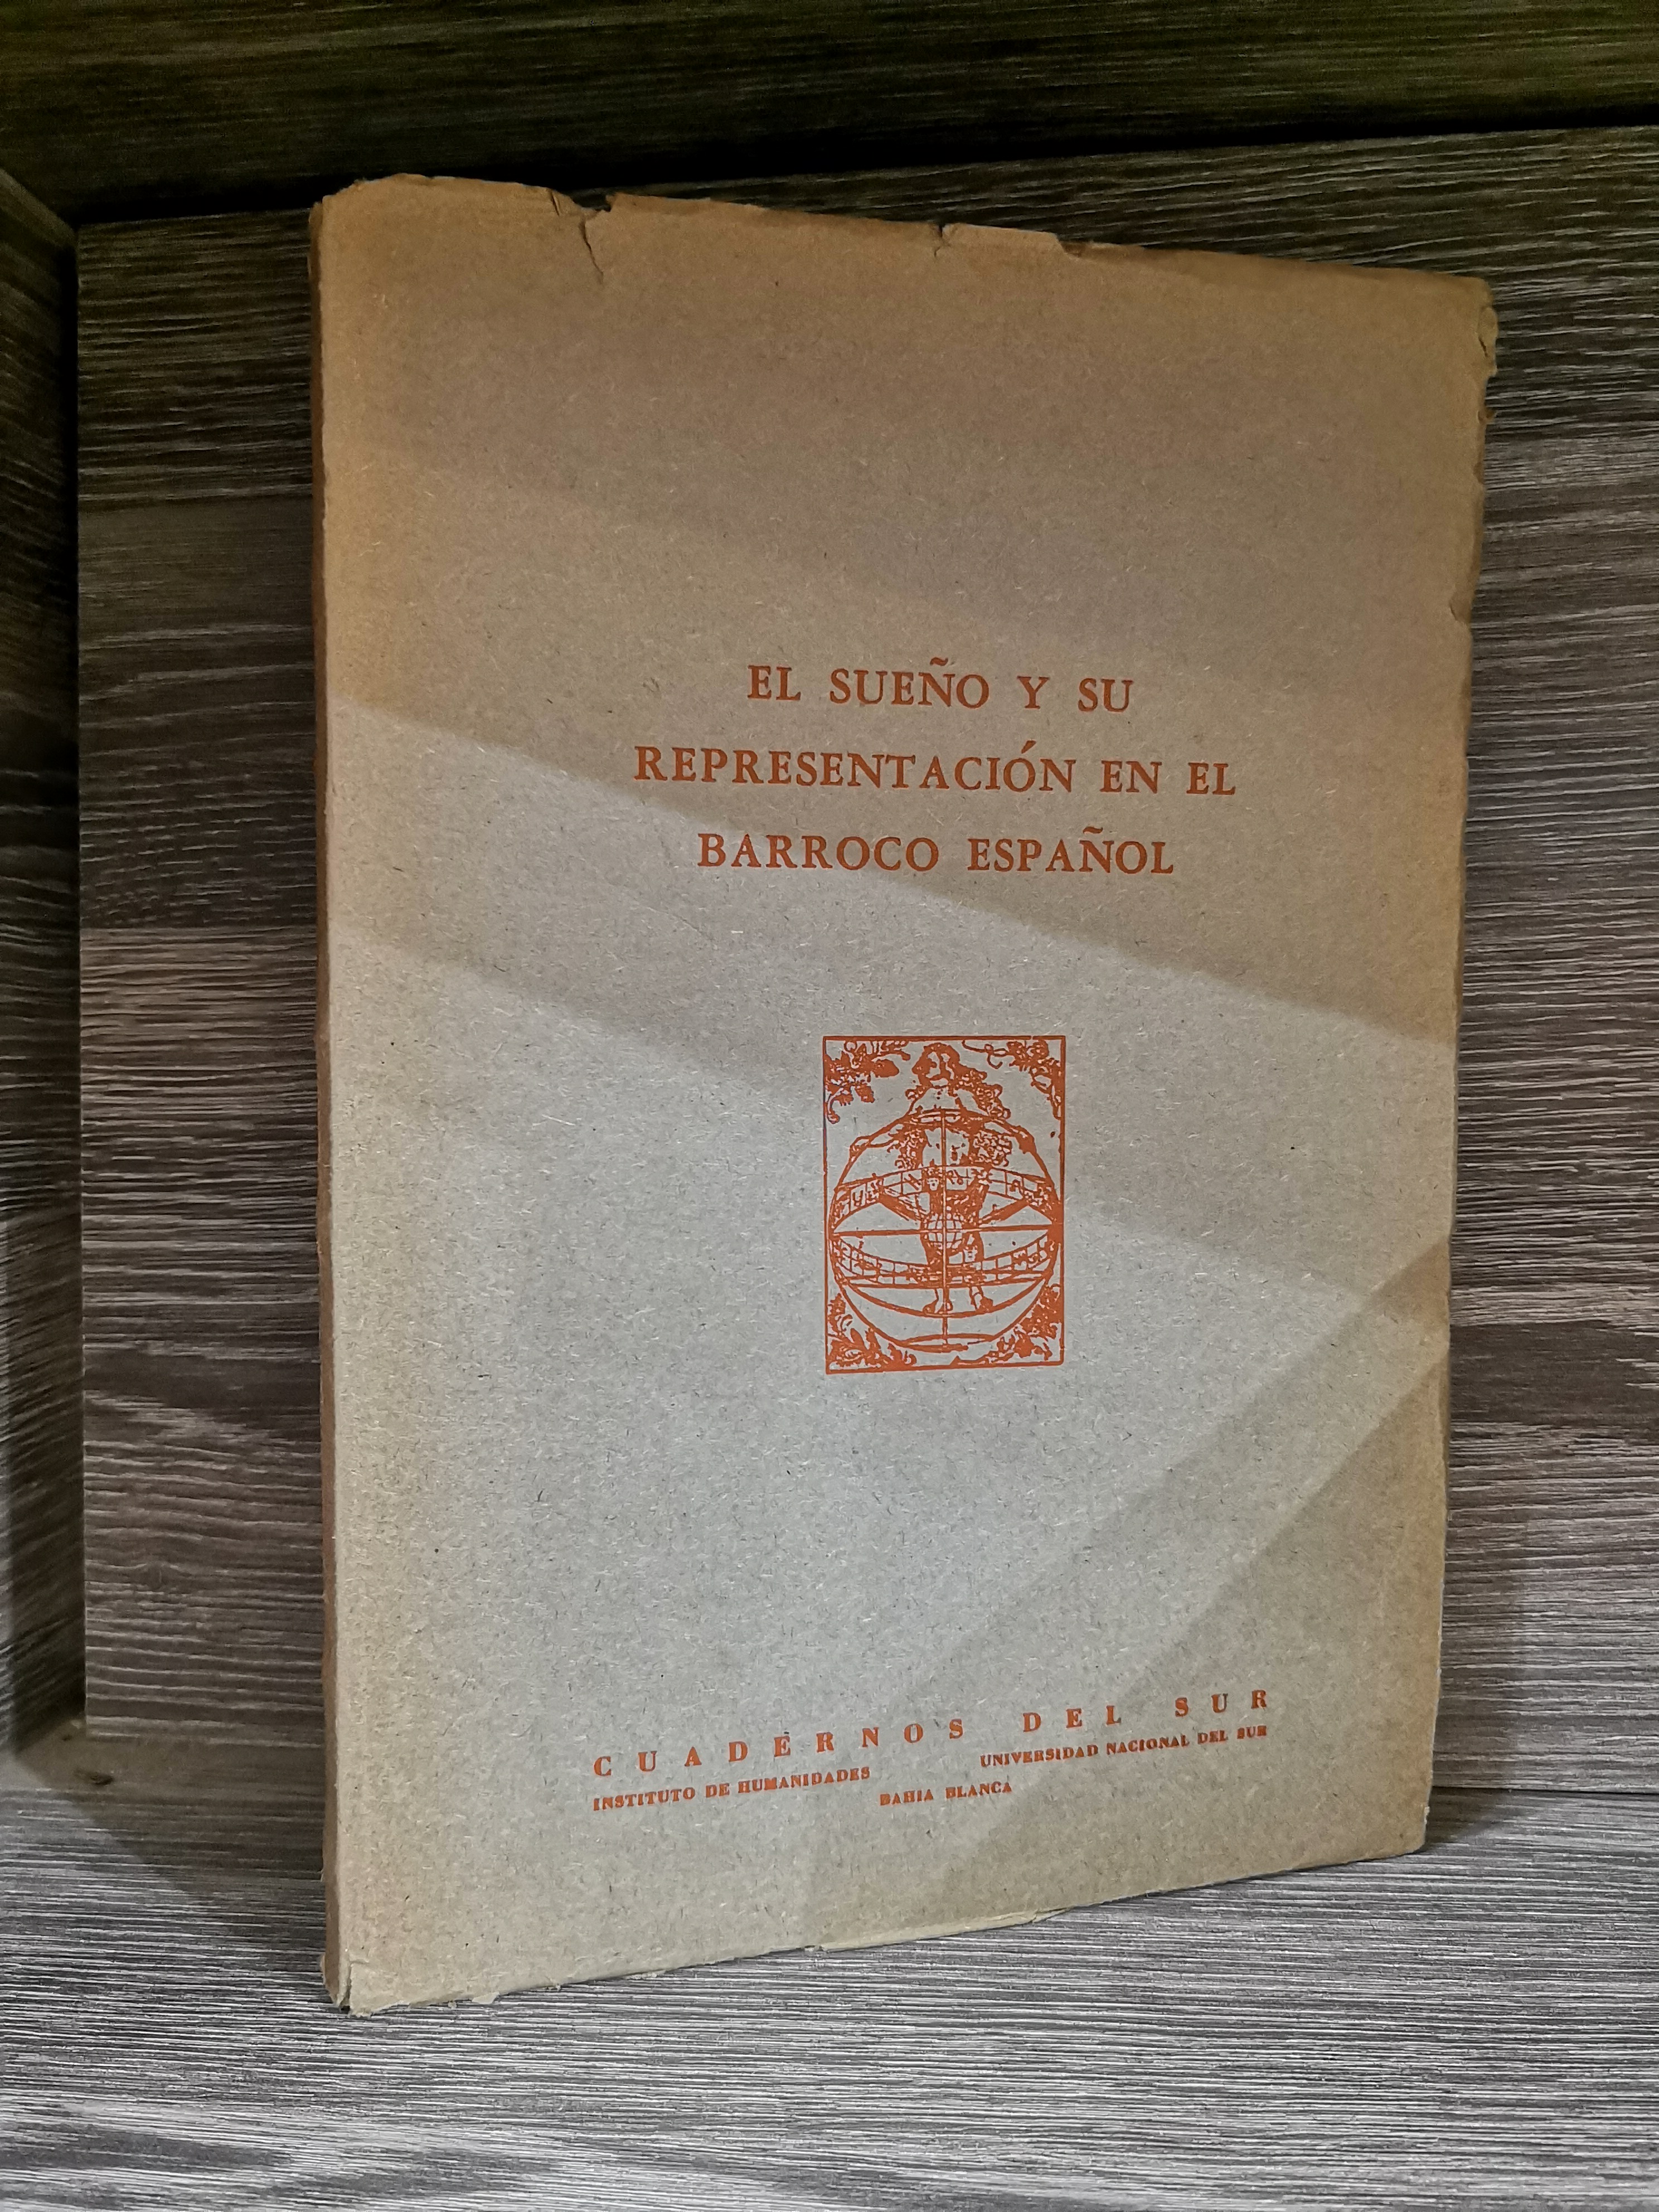 EL SUEÑO Y SU
REPRESENTACIÓN EN EL
BARROCO ESPAÑOL
CUADERNOS DEL SUR
INSTITUTO DE HUMANIDADES UNIVERSIDAD NACIONAL DEL SUR
BAHIA BLANCA